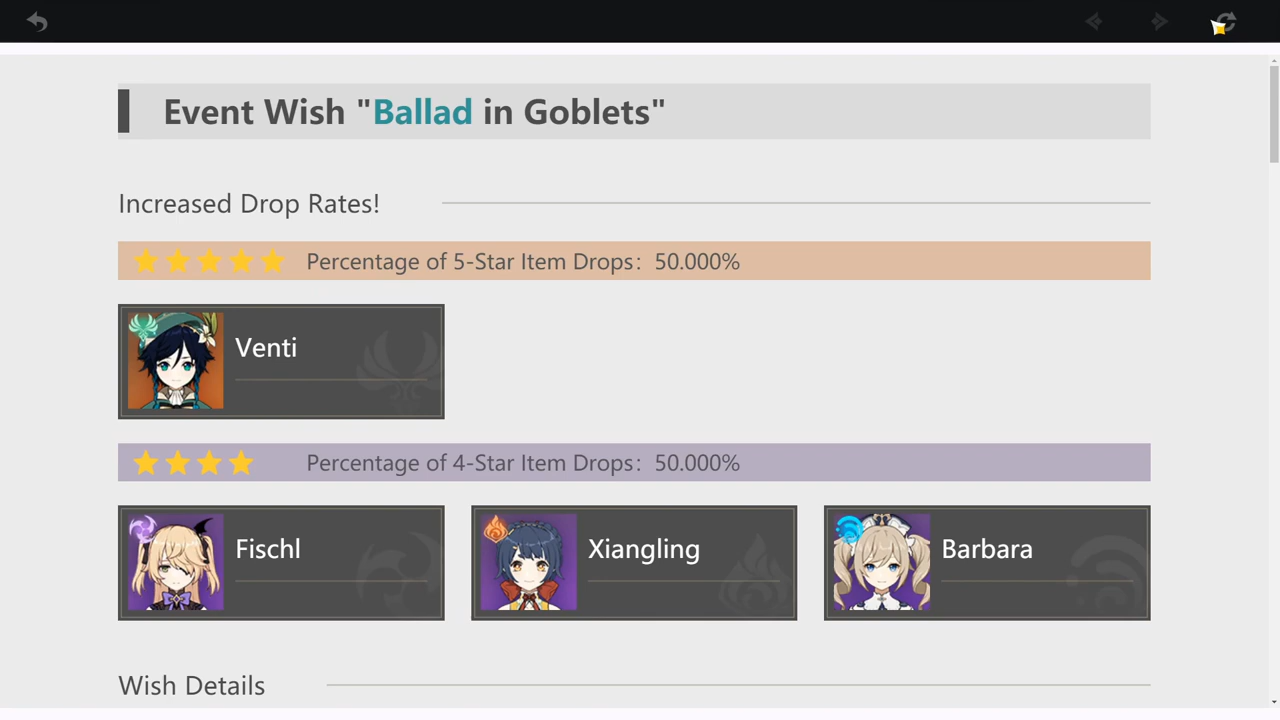 Event Wish "Ballad in Goblets"
Increased Drop Rates!
Percentage of 5-Star Item Drops: 50.000%
Venti
Percentage of 4-Star Item Drops: 50.000%
Fischl
Xiangling
Barbara
Wish Details